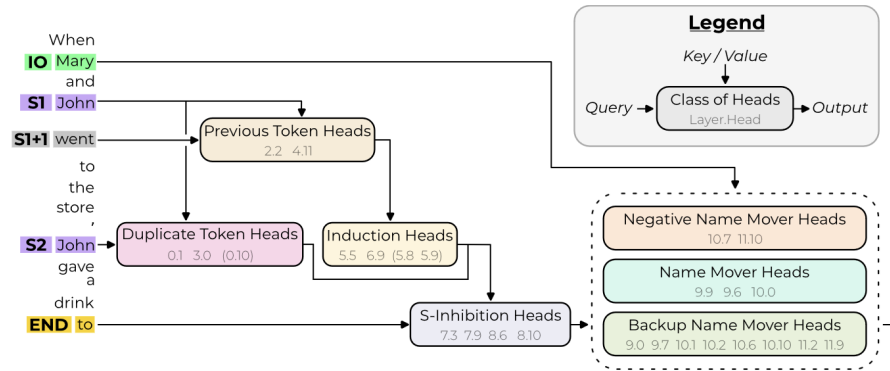 When
IO Mary
and
S1 John
S1+1 went
to
the
store
,
S2 John
gave
a
drink
END to
Previous Token Heads
2.2 4.11
Duplicate Token Heads
0.1 3.0 (0.10)
Induction Heads
5.5 6.9 (5.8 5.9)
S-Inhibition Heads
7.3 7.9 8.6 8.10
Legend
Key / Value
Query
Class of Heads
Layer.Head
Output
Negative Name Mover Heads
10.7 11.10
Name Mover Heads
9.9 9.6 10.0
Backup Name Mover Heads
9.0 9.7 10.1 10.2 10.6 10.10 11.2 11.9